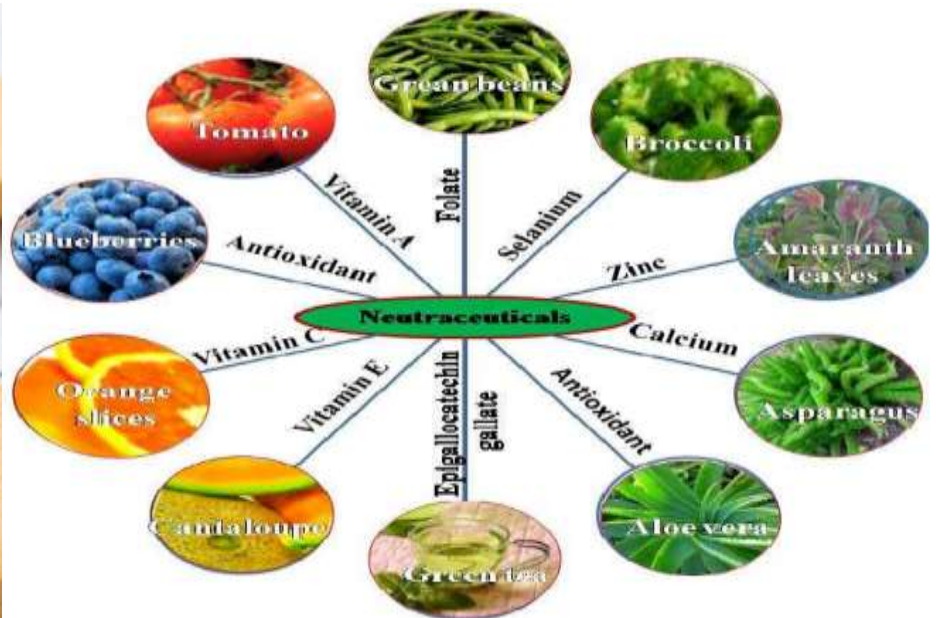 Grean beans
Tomato
Broccoli
Vitamin A
Folate
Selanium
Blueberries
Antioxidant
Zinc
Amaranth
leaves
Neutraceuticals
Vitamin C
Calcium
Orange
slices
Vitamin E
Epigallocatechin
gallate
Antioxidant
Asparagus
Cantaloupe
Green tea
Aloe vera